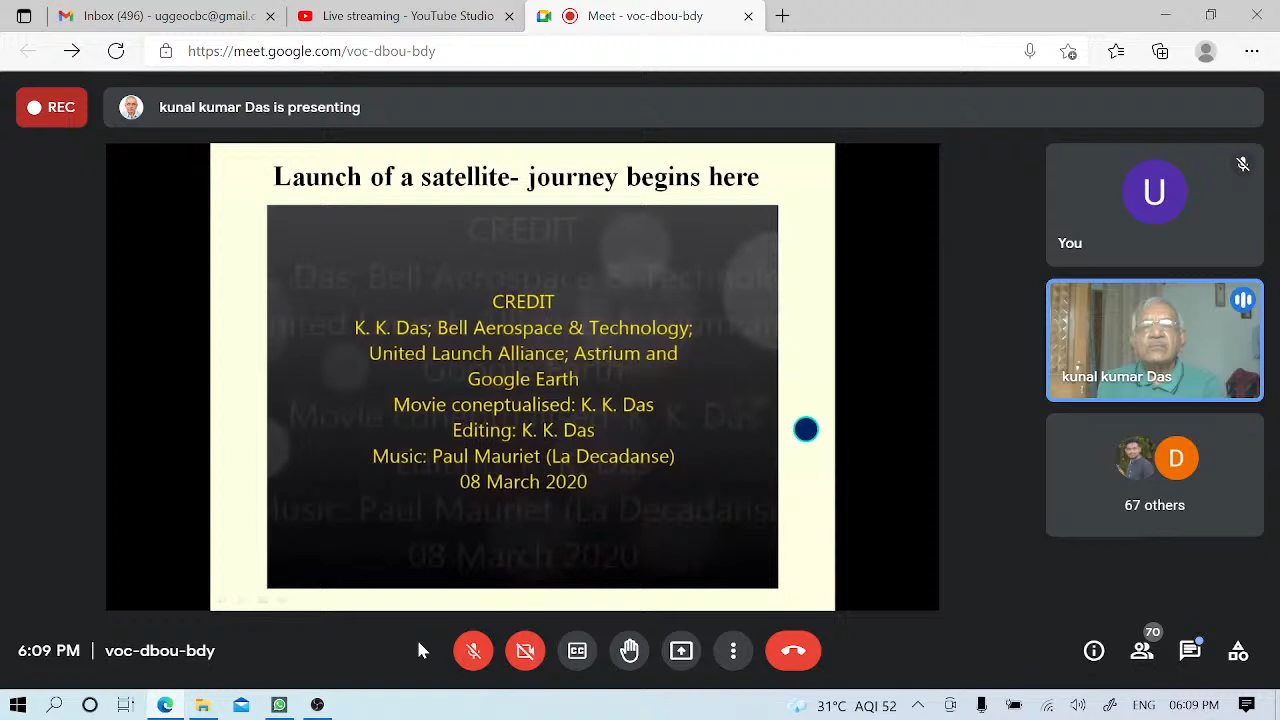 Inbox (496) - uggcon@gmail.co
Live streaming - YouTube Studio
Meet - voc-dbou-bdy
https://meet.google.com/voc-dbou-bdy
REC
kunal kumar Das is presenting
Launch of a satellite- journey begins here
CREDIT
K. K. Das; Bell Aerospace & Technology;
United Launch Alliance; Astrium and
Google Earth
Movie coneptualised: K. K. Das
Editing: K. K. Das
Music: Paul Mauriet (La Decadanse)
08 March 2020
U
You
kunal kumar Das
D
67 others
6:09 PM | voc-dbou-bdy
70
31°C AQI 52
ENG
06:09 PM